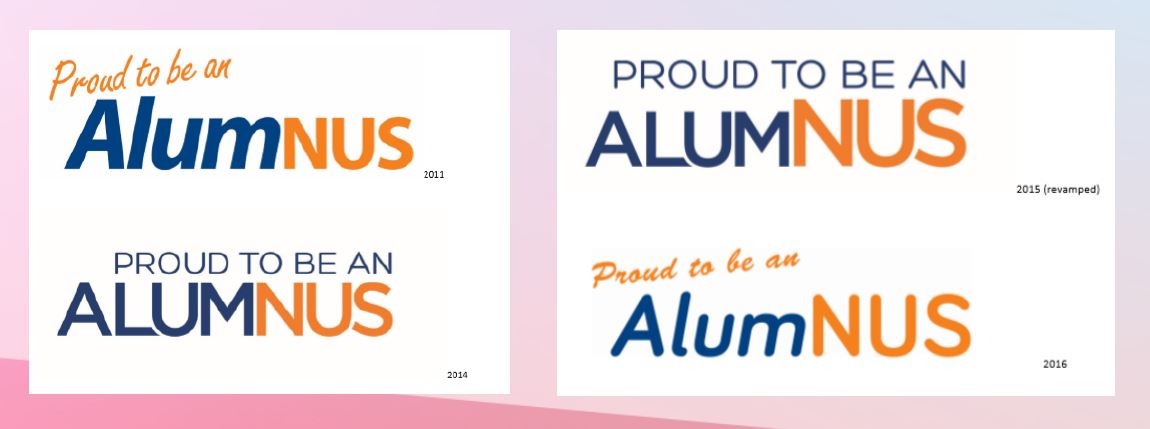 Proud to be an
AlumNUS
2011
PROUD TO BE AN
ALUMNUS
2014
PROUD TO BE AN
ALUMNUS
2015 (revamped)
Proud to be an
AlumNUS
2016